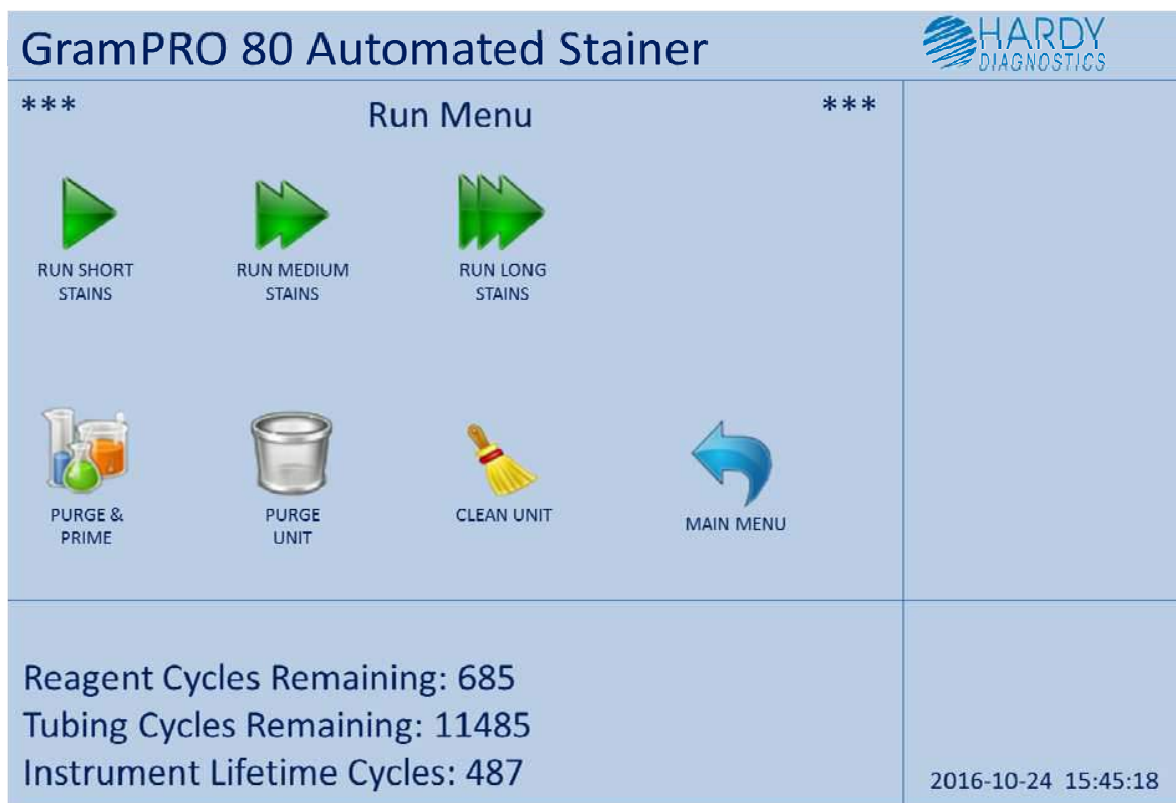 GramPRO 80 Automated Stainer
HARDY
DIAGNOSTICS
*** Run Menu ***
RUN SHORT
STAINS
RUN MEDIUM
STAINS
RUN LONG
STAINS
PURGE &
PRIME
PURGE
UNIT
CLEAN UNIT
MAIN MENU
Reagent Cycles Remaining: 685
Tubing Cycles Remaining: 11485
Instrument Lifetime Cycles: 487
2016-10-24 15:45:18